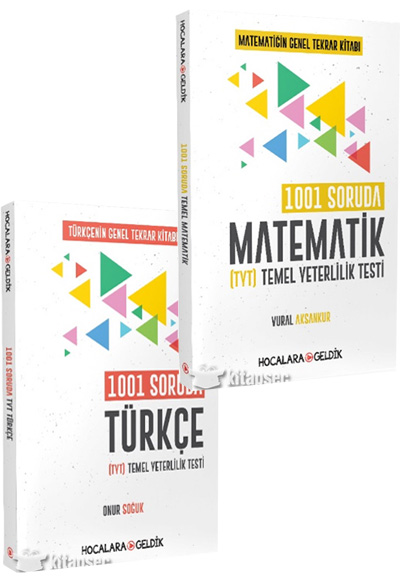 MATEMATİĞİN GENEL TEKRAR KİTABI
1001 SORUDA TEMEL MATEMATİK
1001 SORUDA
MATEMATİK
(TYT) TEMEL YETERLİLİK TESTİ
VURAL AKSANKUR
HOCALARA GELDİK
kitapsec
HOCALARA GELDİK
TÜRKÇENİN GENEL TEKRAR KİTABI
1001 SORUDA TYT TÜRKÇE
1001 SORUDA
TÜRKÇE
(TYT) TEMEL YETERLİLİK TESTİ
ONUR SOĞUK
HOCALARA GELDİK
kitapsec